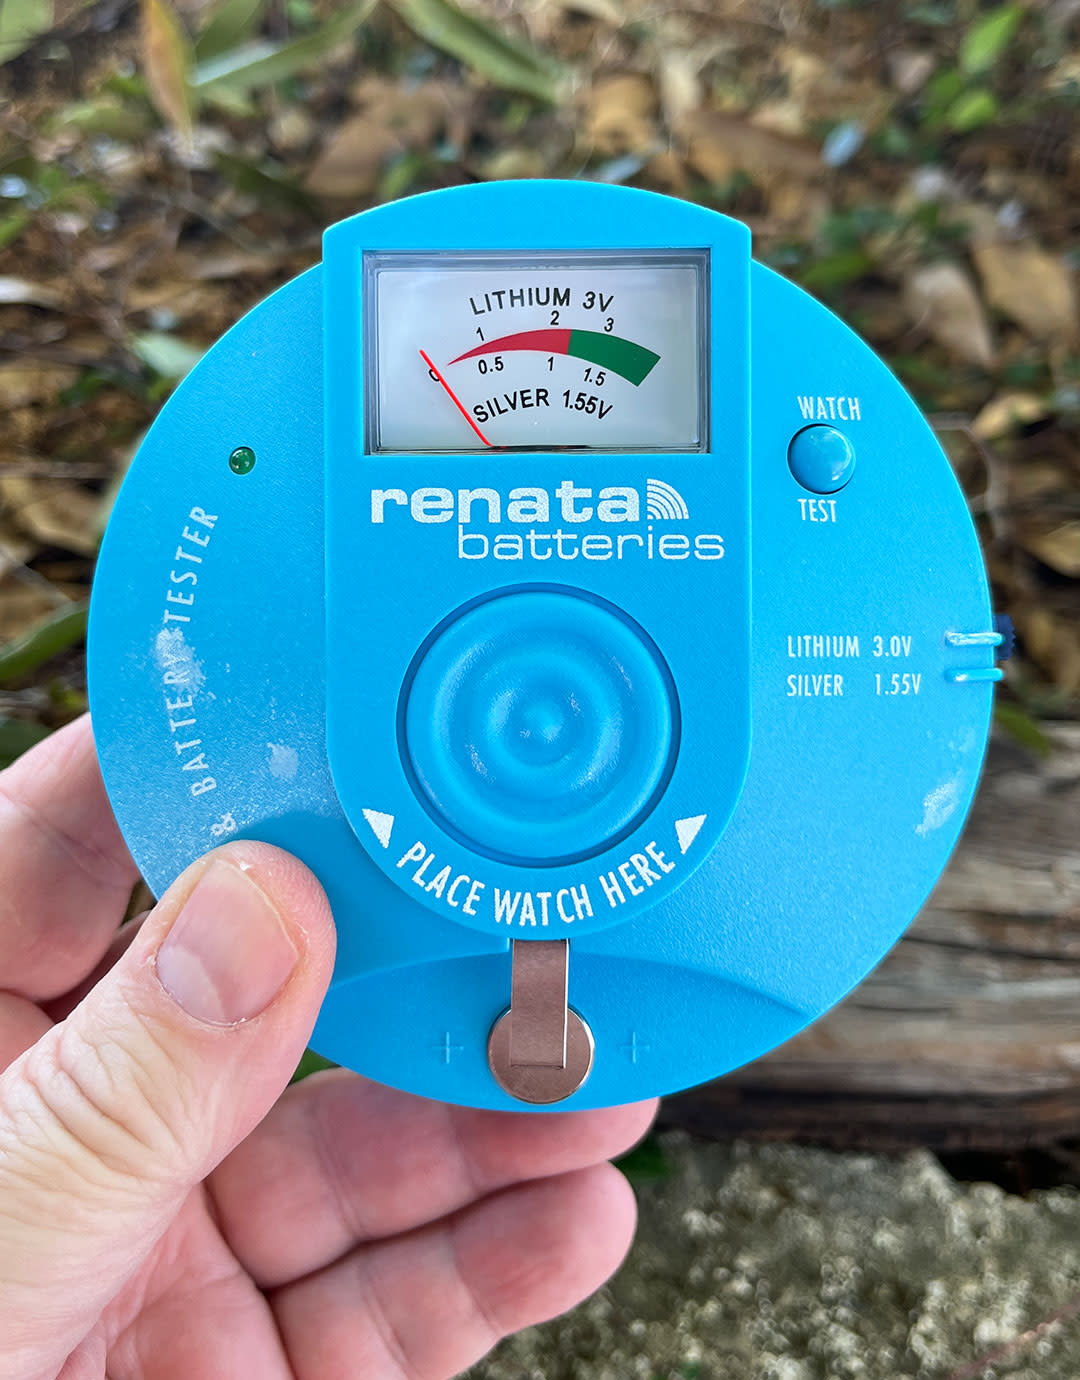 LITHIUM 3V
1 2 3
0 0.5 1 1.5
SILVER 1.55V
renata
batteries
WATCH
TEST
& BATTERY TESTER
LITHIUM 3.0V
SILVER 1.55V
PLACE WATCH HERE
+ +